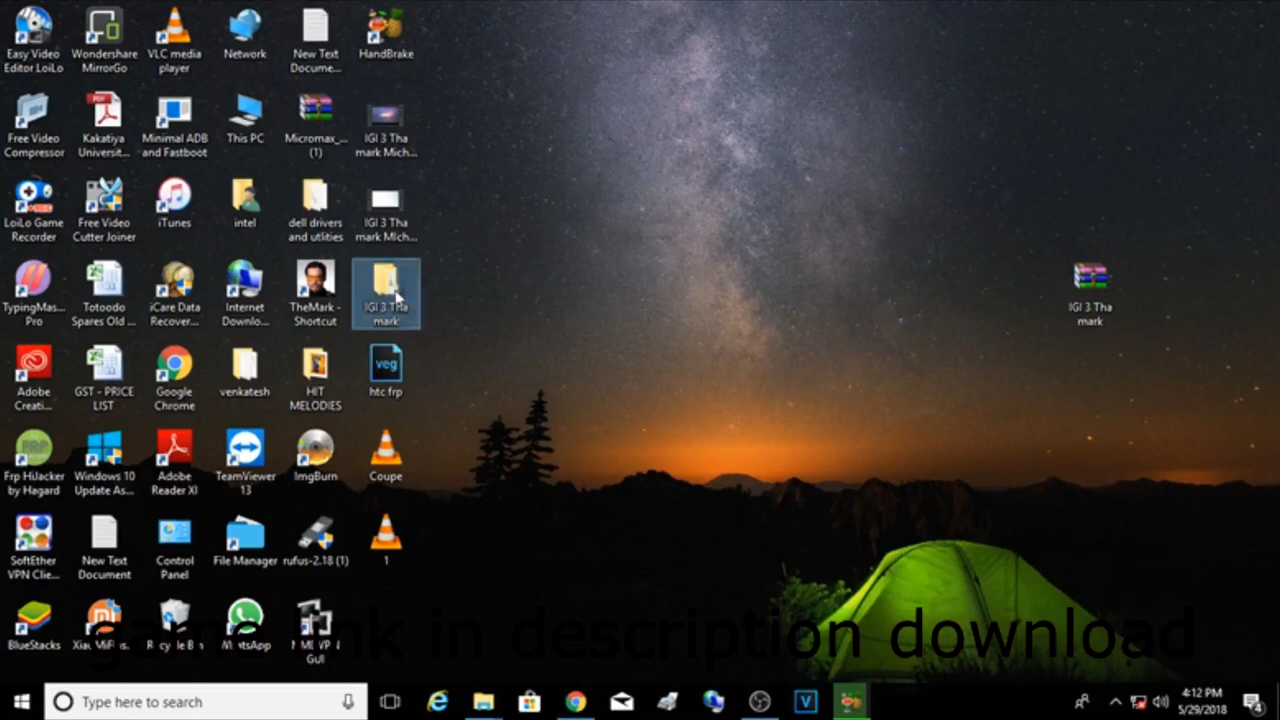 Easy Video
Editor LoiLo
Wondershare
MirrorGo
VLC media
player
Network
New Text
Docume...
HandBrake
Free Video
Compressor
Kakatiya
Universit...
Minimal ADB
and Fastboot
This PC
Micromax_...
(1)
IGI 3 Tha
mark Mich...
LoiLo Game
Recorder
Free Video
Cutter Joiner
iTunes
intel
dell drivers
and utlities
IGI 3 Tha
mark MIch...
TypingMas...
Pro
Totoodo
Spares Old ...
iCare Data
Recover...
Internet
Downlo...
TheMark -
Shortcut
IGI 3 Tha
mark
IGI 3 Tha
mark
Adobe
Creati...
GST - PRICE
LIST
Google
Chrome
venkatesh
HIT
MELODIES
veg
htc frp
Frp HiJacker
by Hagard
Windows 10
Update As...
Adobe
Reader XI
TeamViewer
13
ImgBurn
Coupe
SoftEther
VPN Clie...
New Text
Document
Control
Panel
File Manager
rufus-2.18 (1)
1
BlueStacks
WhatsApp
GUI
game link in description download
Type here to search
4:12 PM
5/29/2018